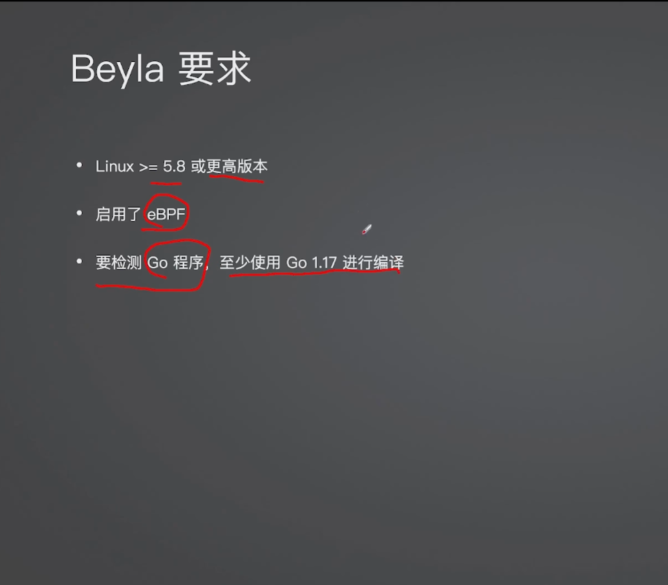 Beyla 要求
• Linux >= 5.8 或更高版本
• 启用了 eBPF
• 要检测 Go 程序，至少使用 Go 1.17 进行编译